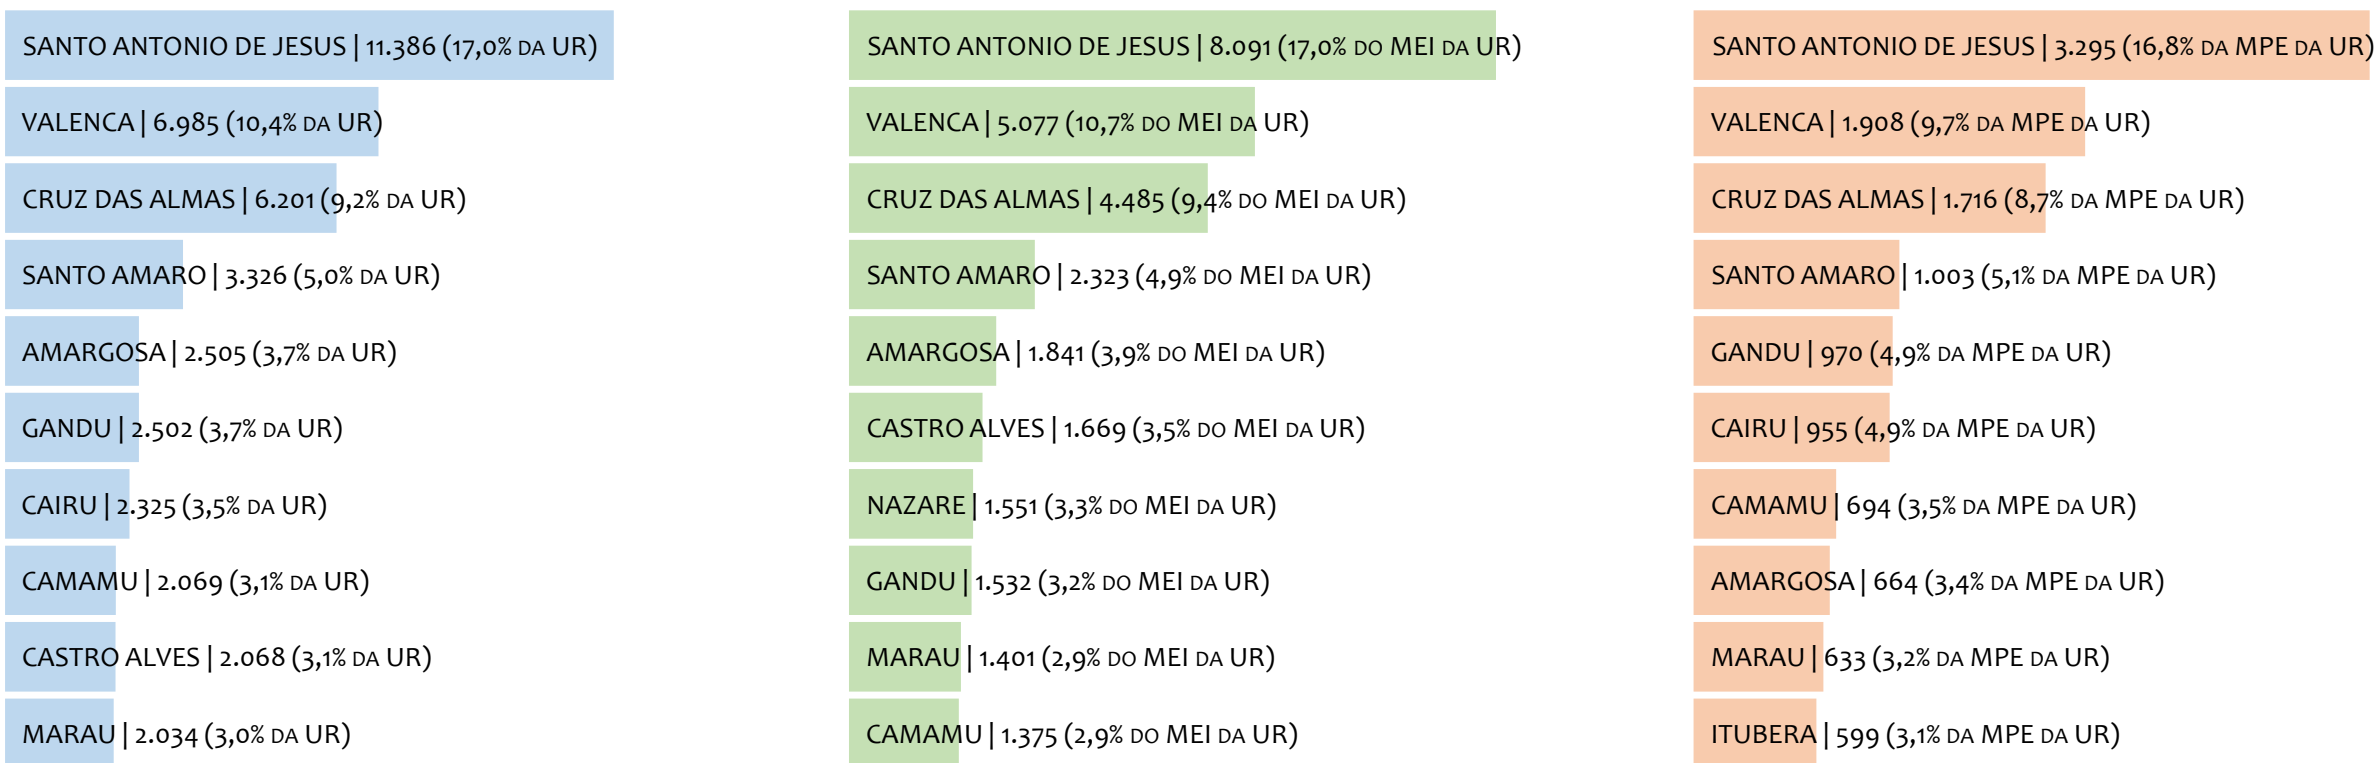 SANTO ANTONIO DE JESUS | 11.386 (17,0% DA UR)
VALENCA | 6.985 (10,4% DA UR)
CRUZ DAS ALMAS | 6.201 (9,2% DA UR)
SANTO AMARO | 3.326 (5,0% DA UR)
AMARGOSA | 2.505 (3,7% DA UR)
GANDU | 2.502 (3,7% DA UR)
CAIRU | 2.325 (3,5% DA UR)
CAMAMU | 2.069 (3,1% DA UR)
CASTRO ALVES | 2.068 (3,1% DA UR)
MARAU | 2.034 (3,0% DA UR)
SANTO ANTONIO DE JESUS | 8.091 (17,0% DO MEI DA UR)
VALENCA | 5.077 (10,7% DO MEI DA UR)
CRUZ DAS ALMAS | 4.485 (9,4% DO MEI DA UR)
SANTO AMARO | 2.323 (4,9% DO MEI DA UR)
AMARGOSA | 1.841 (3,9% DO MEI DA UR)
CASTRO ALVES | 1.669 (3,5% DO MEI DA UR)
NAZARE | 1.551 (3,3% DO MEI DA UR)
GANDU | 1.532 (3,2% DO MEI DA UR)
MARAU | 1.401 (2,9% DO MEI DA UR)
CAMAMU | 1.375 (2,9% DO MEI DA UR)
SANTO ANTONIO DE JESUS | 3.295 (16,8% DA MPE DA UR)
VALENCA | 1.908 (9,7% DA MPE DA UR)
CRUZ DAS ALMAS | 1.716 (8,7% DA MPE DA UR)
SANTO AMARO | 1.003 (5,1% DA MPE DA UR)
GANDU | 970 (4,9% DA MPE DA UR)
CAIRU | 955 (4,9% DA MPE DA UR)
CAMAMU | 694 (3,5% DA MPE DA UR)
AMARGOSA | 664 (3,4% DA MPE DA UR)
MARAU | 633 (3,2% DA MPE DA UR)
ITUBERA | 599 (3,1% DA MPE DA UR)